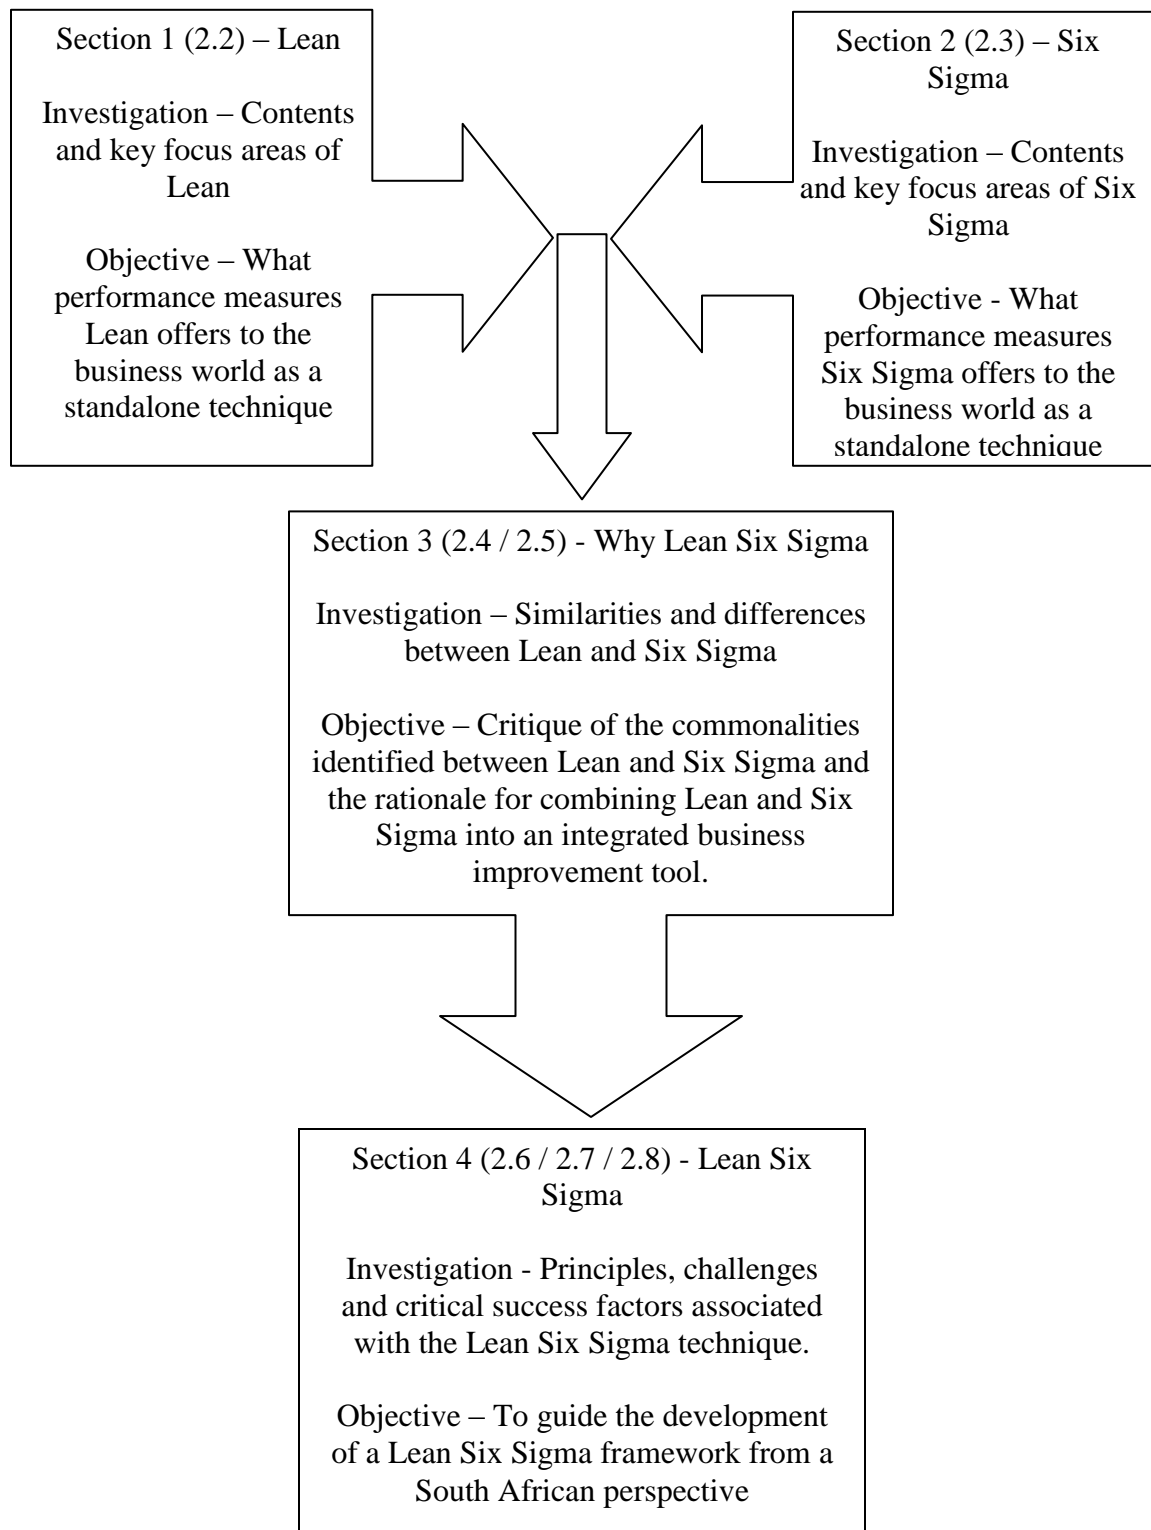 Section 1 (2.2) – Lean
Investigation – Contents
and key focus areas of
Lean
Objective – What
performance measures
Lean offers to the
business world as a
standalone technique
Section 2 (2.3) – Six
Sigma
Investigation – Contents
and key focus areas of Six
Sigma
Objective - What
performance measures
Six Sigma offers to the
business world as a
standalone technique
Section 3 (2.4 / 2.5) - Why Lean Six Sigma
Investigation – Similarities and differences
between Lean and Six Sigma
Objective – Critique of the commonalities
identified between Lean and Six Sigma and
the rationale for combining Lean and Six
Sigma into an integrated business
improvement tool.
Section 4 (2.6 / 2.7 / 2.8) - Lean Six
Sigma
Investigation - Principles, challenges
and critical success factors associated
with the Lean Six Sigma technique.
Objective – To guide the development
of a Lean Six Sigma framework from a
South African perspective